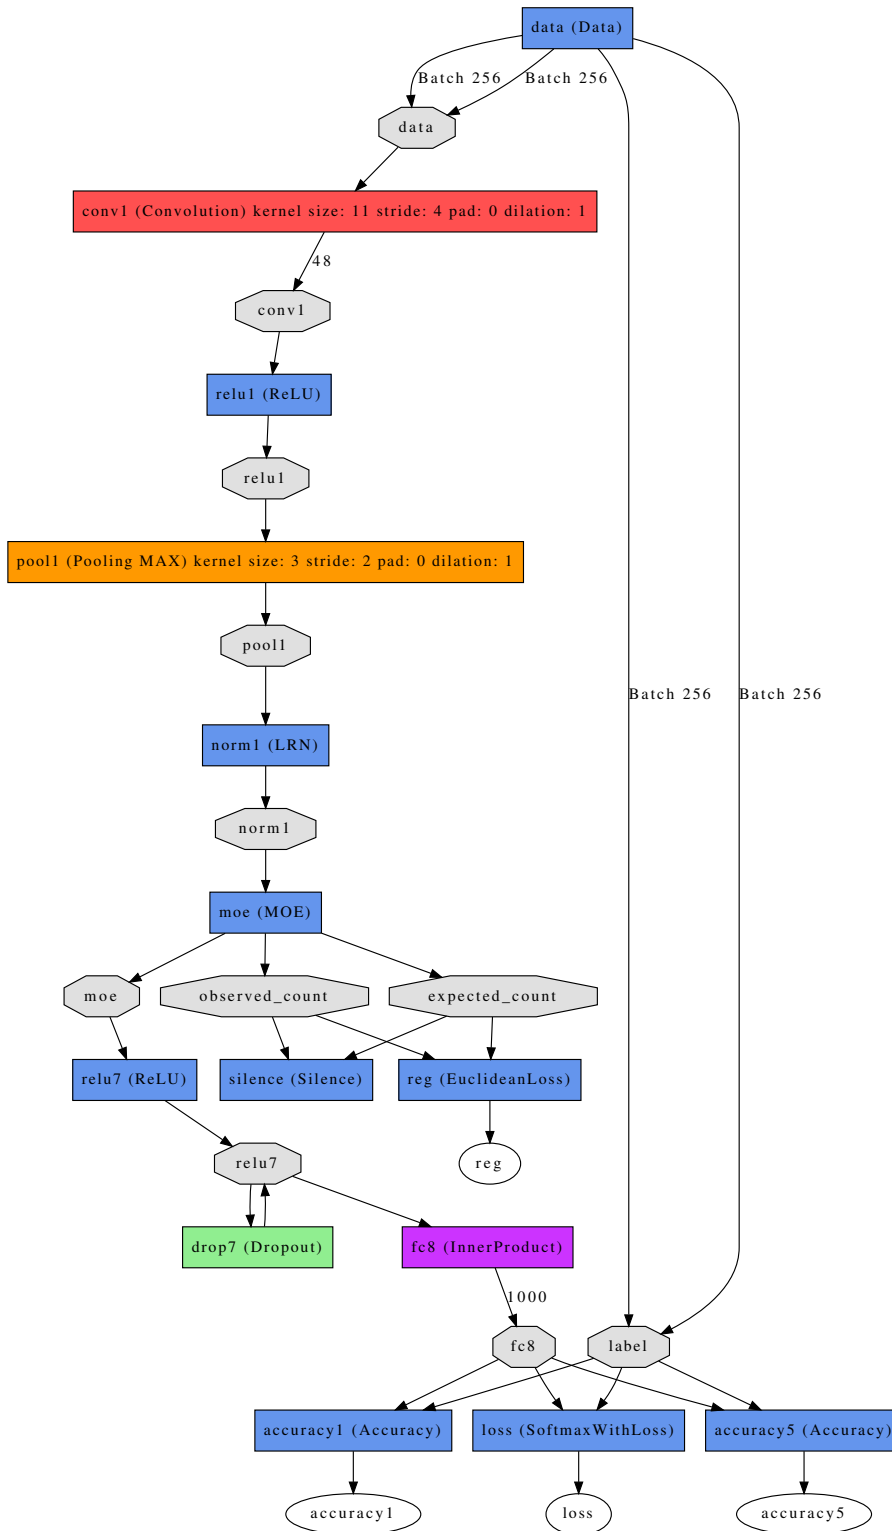 data (Data)
Batch 256
Batch 256
data
conv1 (Convolution) kernel size: 11 stride: 4 pad: 0 dilation: 1
48
conv1
relu1 (ReLU)
relu1
pool1 (Pooling MAX) kernel size: 3 stride: 2 pad: 0 dilation: 1
pool1
Batch 256
Batch 256
norm1 (LRN)
norm1
moe (MOE)
moe
observed_count
expected_count
relu7 (ReLU)
silence (Silence)
reg (EuclideanLoss)
relu7
reg
drop7 (Dropout)
fc8 (InnerProduct)
1000
fc8
label
accuracy1 (Accuracy)
loss (SoftmaxWithLoss)
accuracy5 (Accuracy)
accuracy1
loss
accuracy5